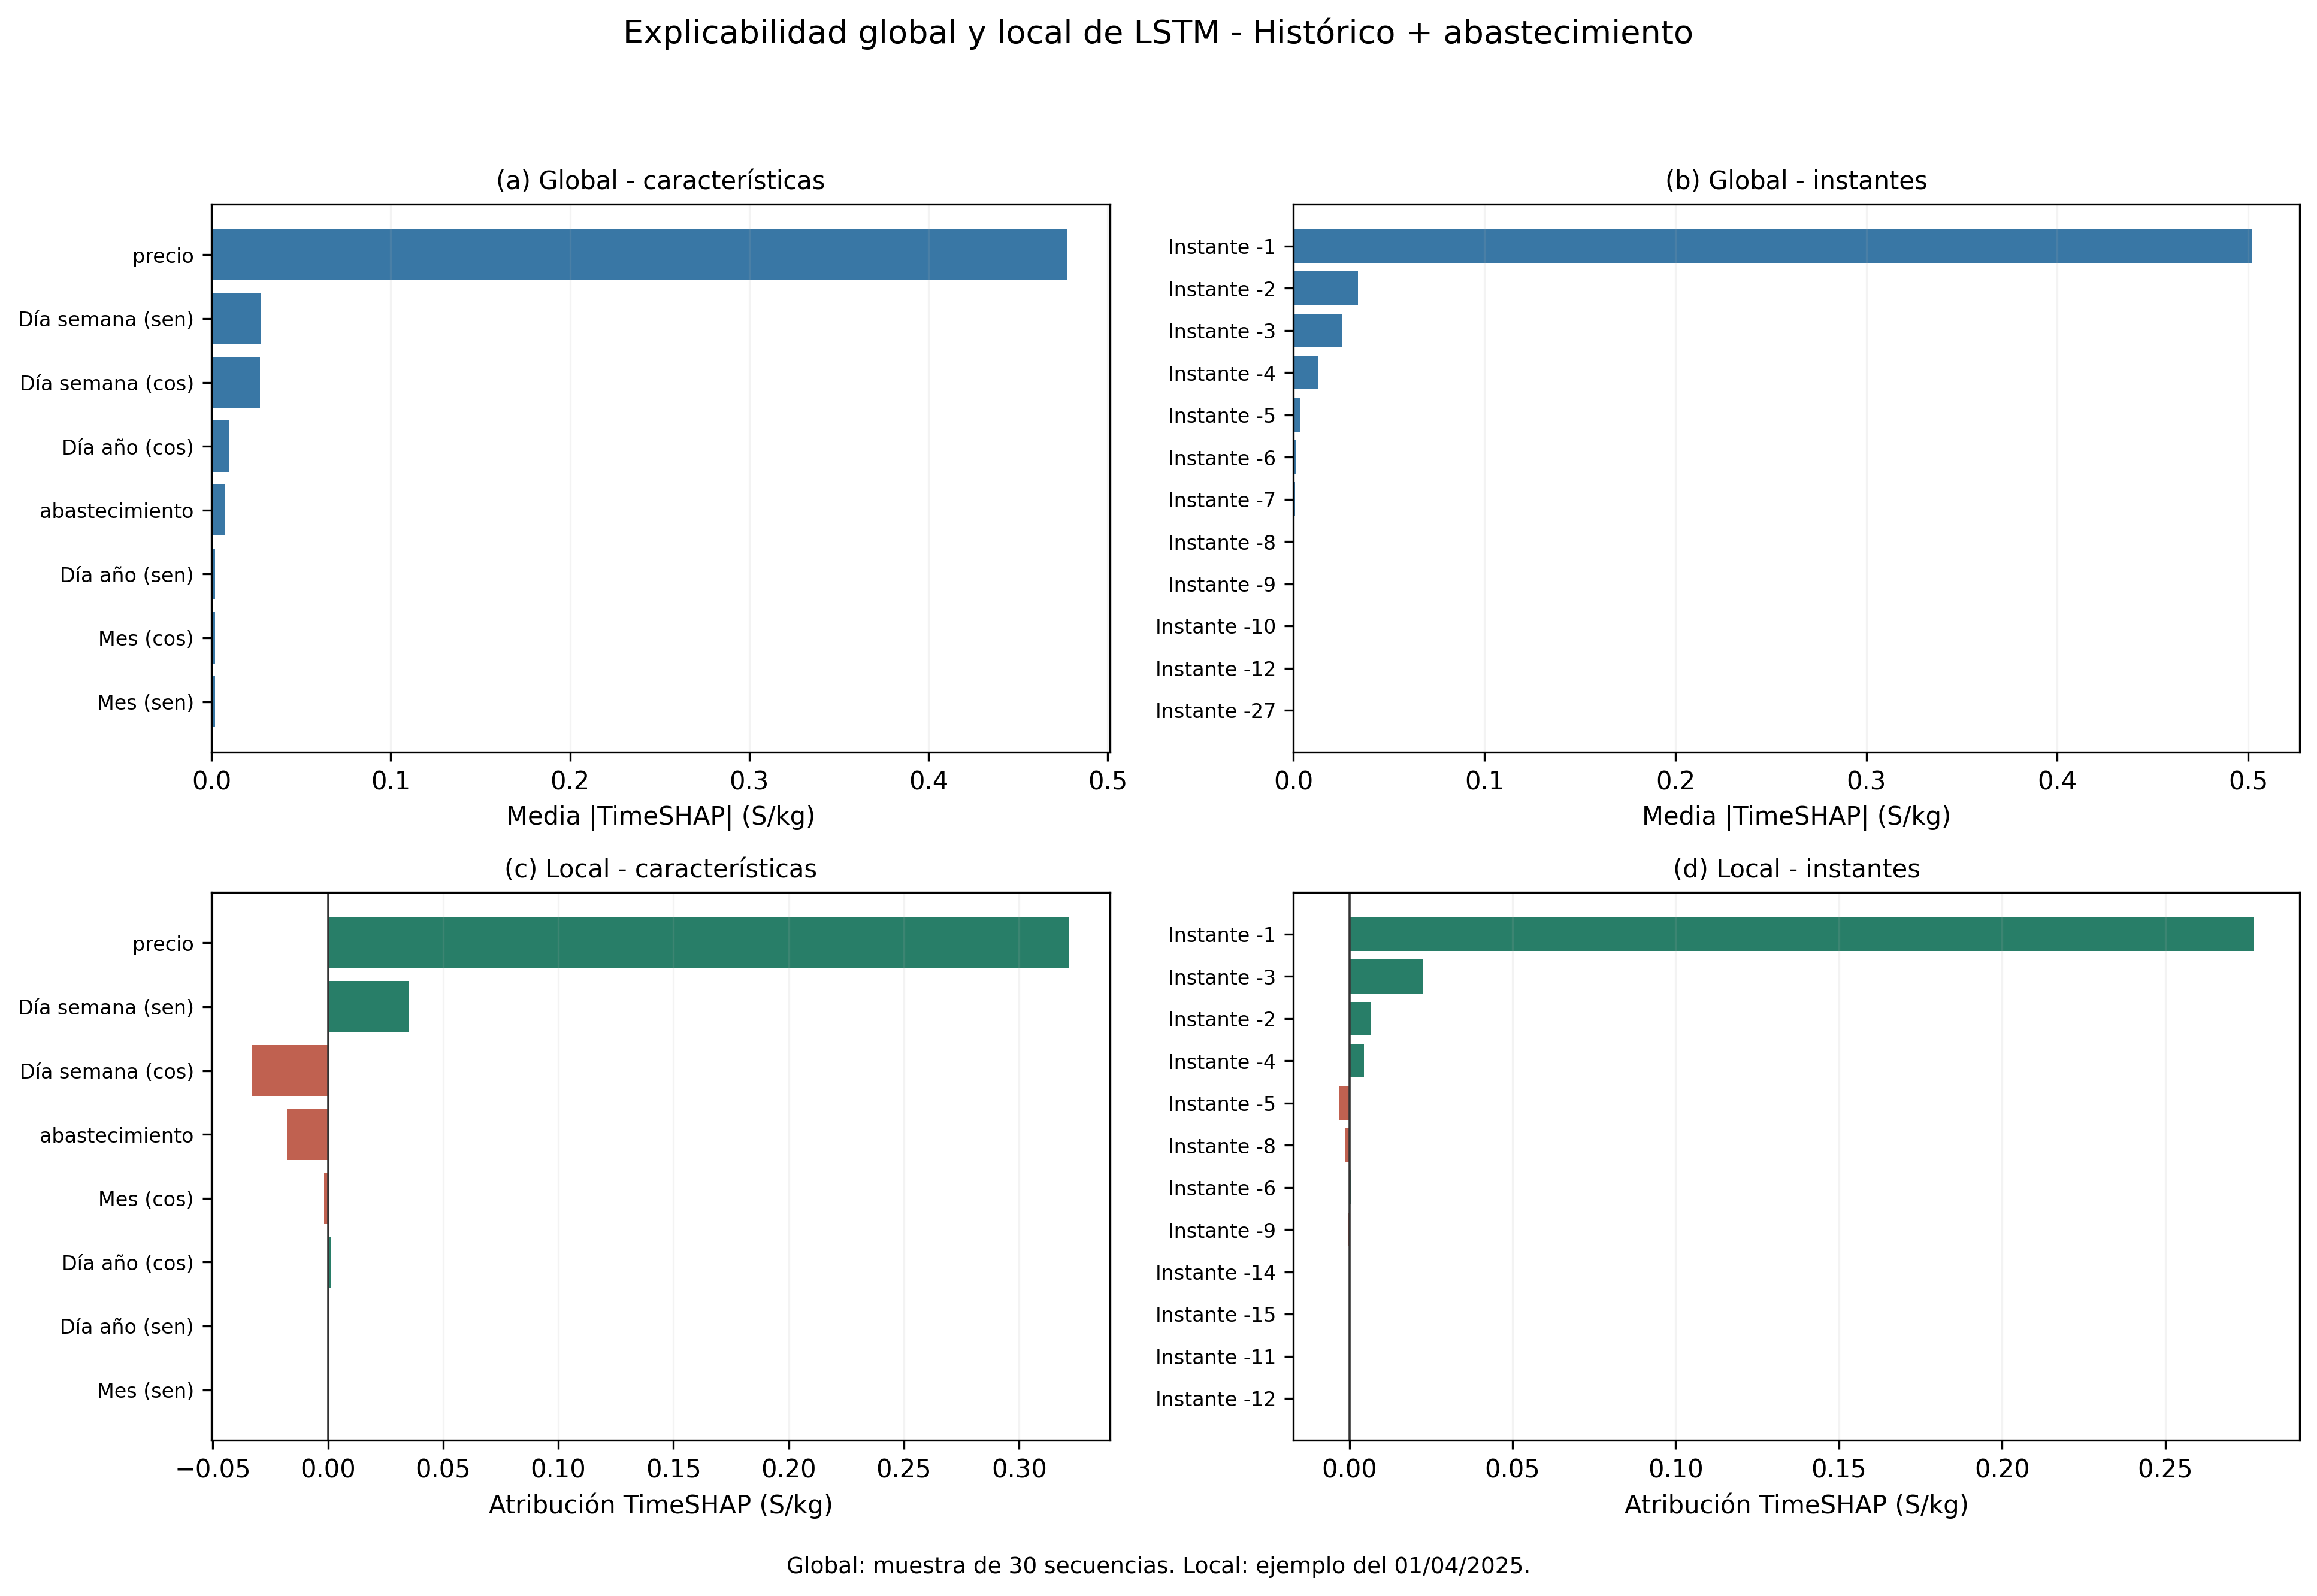 Explicabilidad global y local de LSTM - Histórico + abastecimiento
(a) Global - características
precio
Día semana (sen)
Día semana (cos)
Día año (cos)
abastecimiento
Día año (sen)
Mes (cos)
Mes (sen)
0.0 0.1 0.2 0.3 0.4 0.5
Media |TimeSHAP| (S/kg)
(b) Global - instantes
Instante -1
Instante -2
Instante -3
Instante -4
Instante -5
Instante -6
Instante -7
Instante -8
Instante -9
Instante -10
Instante -12
Instante -27
0.0 0.1 0.2 0.3 0.4 0.5
Media |TimeSHAP| (S/kg)
(c) Local - características
precio
Día semana (sen)
Día semana (cos)
abastecimiento
Mes (cos)
Día año (cos)
Día año (sen)
Mes (sen)
−0.05 0.00 0.05 0.10 0.15 0.20 0.25 0.30
Atribución TimeSHAP (S/kg)
(d) Local - instantes
Instante -1
Instante -3
Instante -2
Instante -4
Instante -5
Instante -8
Instante -6
Instante -9
Instante -14
Instante -15
Instante -11
Instante -12
0.00 0.05 0.10 0.15 0.20 0.25
Atribución TimeSHAP (S/kg)
Global: muestra de 30 secuencias. Local: ejemplo del 01/04/2025.